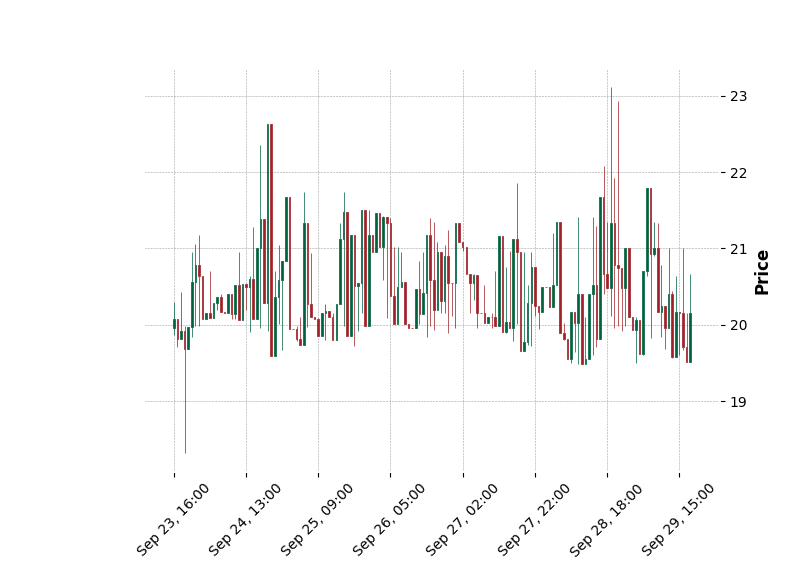 23
22
21
20
19
Price
Sep 23, 16:00
Sep 24, 13:00
Sep 25, 09:00
Sep 26, 05:00
Sep 27, 02:00
Sep 27, 22:00
Sep 28, 18:00
Sep 29, 15:00